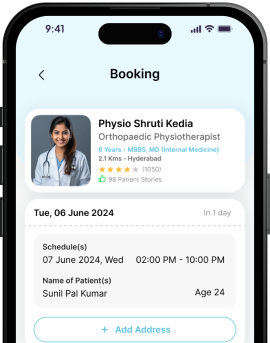 9:41
Booking
Physio Shruti Kedia
Orthopaedic Physiotherapist
6 Years - MBBS, MD (Internal Medicine)
2.1 Kms - Hyderabad
(1050)
98 Patient Stories
Tue, 06 June 2024 In 1 day
Schedule(s)
07 June 2024, Wed 02:00 PM - 10:00 PM
Name of Patient(s)
Sunil Pal Kumar Age 24
+ Add Address